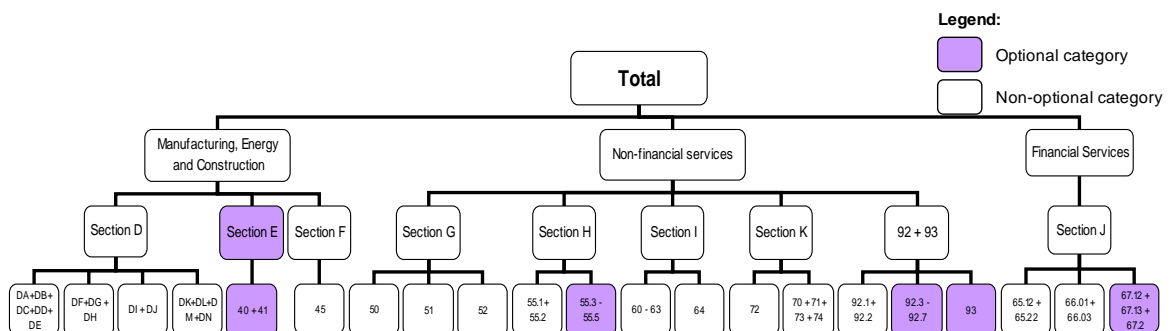 Legend:
Optional category
Non-optional category
Total
Manufacturing, Energy
and Construction
Non-financial services
Financial Services
Section D
Section E
Section F
Section G
Section H
Section I
Section K
92 + 93
Section J
DA+DB+
DC+DD+
DE
DF+DG +
DH
DI + DJ
DK+DL+D
M+DN
40 + 41
45
50
51
52
55.1+
55.2
55.3 -
55.5
60 - 63
64
72
70 + 71+
73 + 74
92.1+
92.2
92.3 -
92.7
93
65.12 +
65.22
66.01 +
66.03
67.12 +
67.13 +
67.2